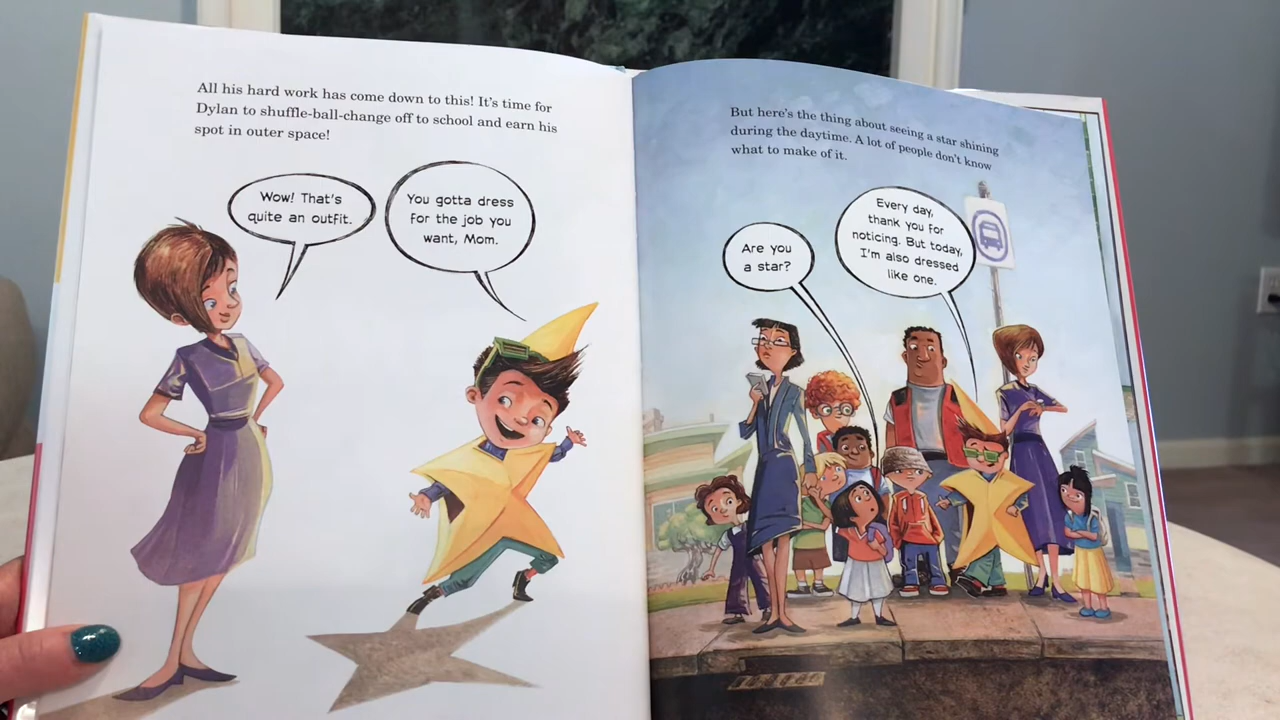 All his hard work has come down to this! It's time for
Dylan to shuffle-ball-change off to school and earn his
spot in outer space!
Wow! That's
quite an outfit.
You gotta dress
for the job you
want, Mom.
But here's the thing about seeing a star shining
during the daytime. A lot of people don't know
what to make of it.
Are you
a star?
Every day,
thank you for
noticing. But today,
I'm also dressed
like one.